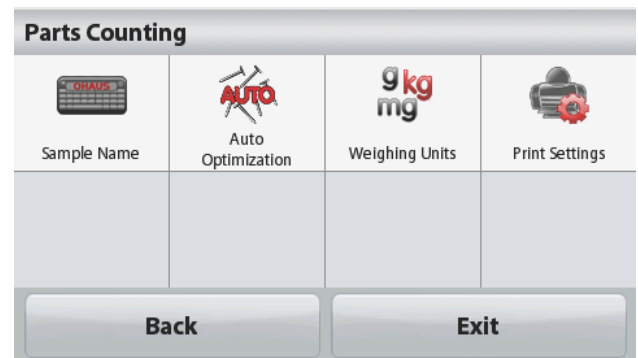 Parts Counting
OHAUS
AUTO
g kg
mg
Sample Name
Auto
Optimization
Weighing Units
Print Settings
Back
Exit